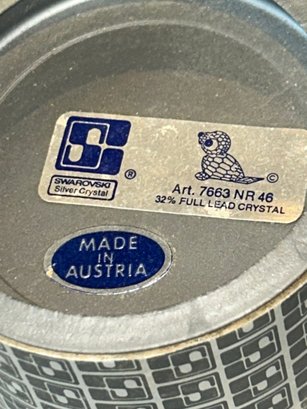 S
SWAROVSKI
Silver Crystal
®
©
Art. 7663 NR 46
32% FULL LEAD CRYSTAL
MADE
IN
AUSTRIA